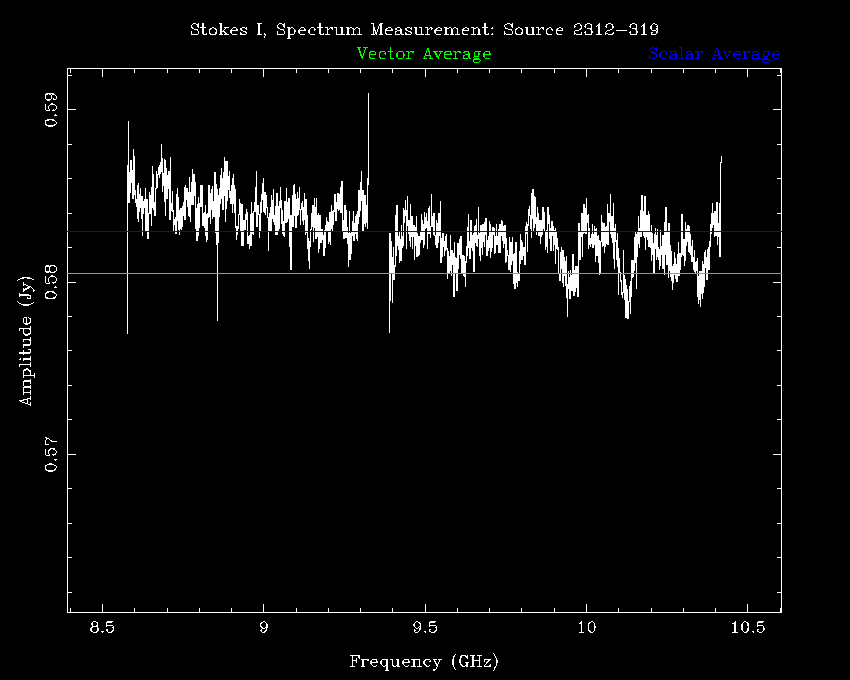 Stokes I, Spectrum Measurement: Source 2312−319
Vector Average
Scalar Average
0.59
0.58
0.57
Amplitude (Jy)
8.5
9
9.5
10
10.5
Frequency (GHz)